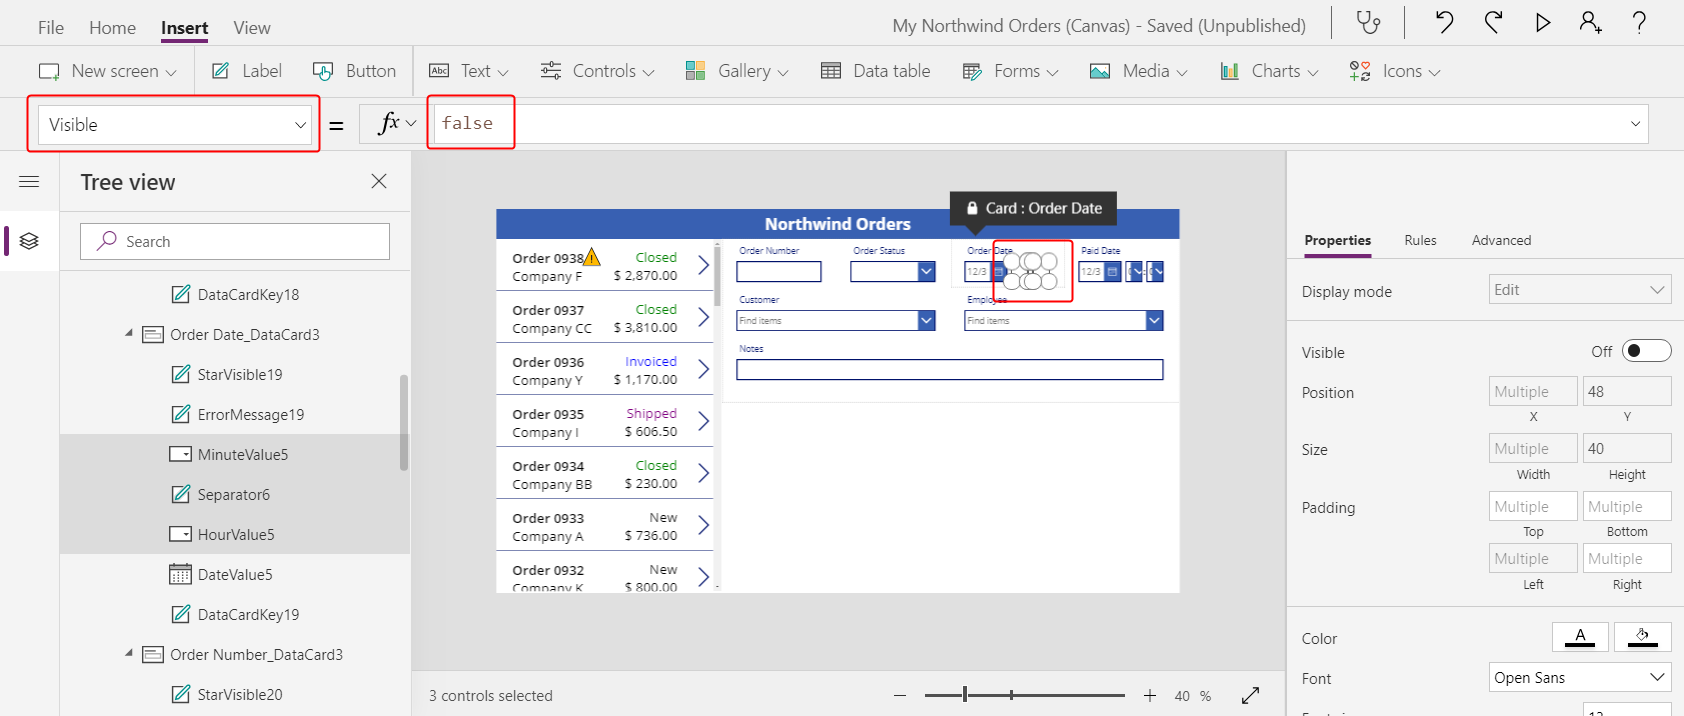 File Home Insert View
My Northwind Orders (Canvas) - Saved (Unpublished)
?
New screen Label Button Abc Text Controls Gallery Data table Forms Media Charts Icons
Visible = fx false
Tree view
Search
DataCardKey18
Order Date_DataCard3
StarVisible19
ErrorMessage19
MinuteValue5
Separator6
HourValue5
DateValue5
DataCardKey19
Order Number_DataCard3
StarVisible20
Card : Order Date
Northwind Orders
Order 0938 Closed
Company F $ 2,870.00
Order 0937 Closed
Company CC $ 3,810.00
Order 0936 Invoiced
Company Y $ 1,170.00
Order 0935 Shipped
Company I $ 606.50
Order 0934 Closed
Company BB $ 230.00
Order 0933 New
Company A $ 736.00
Order 0932 New
Company K $ 800.00
Order Number Order Status Order Date Paid Date
12/3 12/3
Customer Employee
Find items Find items
Notes
3 controls selected
40 %
Properties Rules Advanced
Display mode Edit
Visible Off
Position Multiple 48
X Y
Size Multiple 40
Width Height
Padding Multiple Multiple
Top Bottom
Multiple Multiple
Left Right
Color A
Font Open Sans